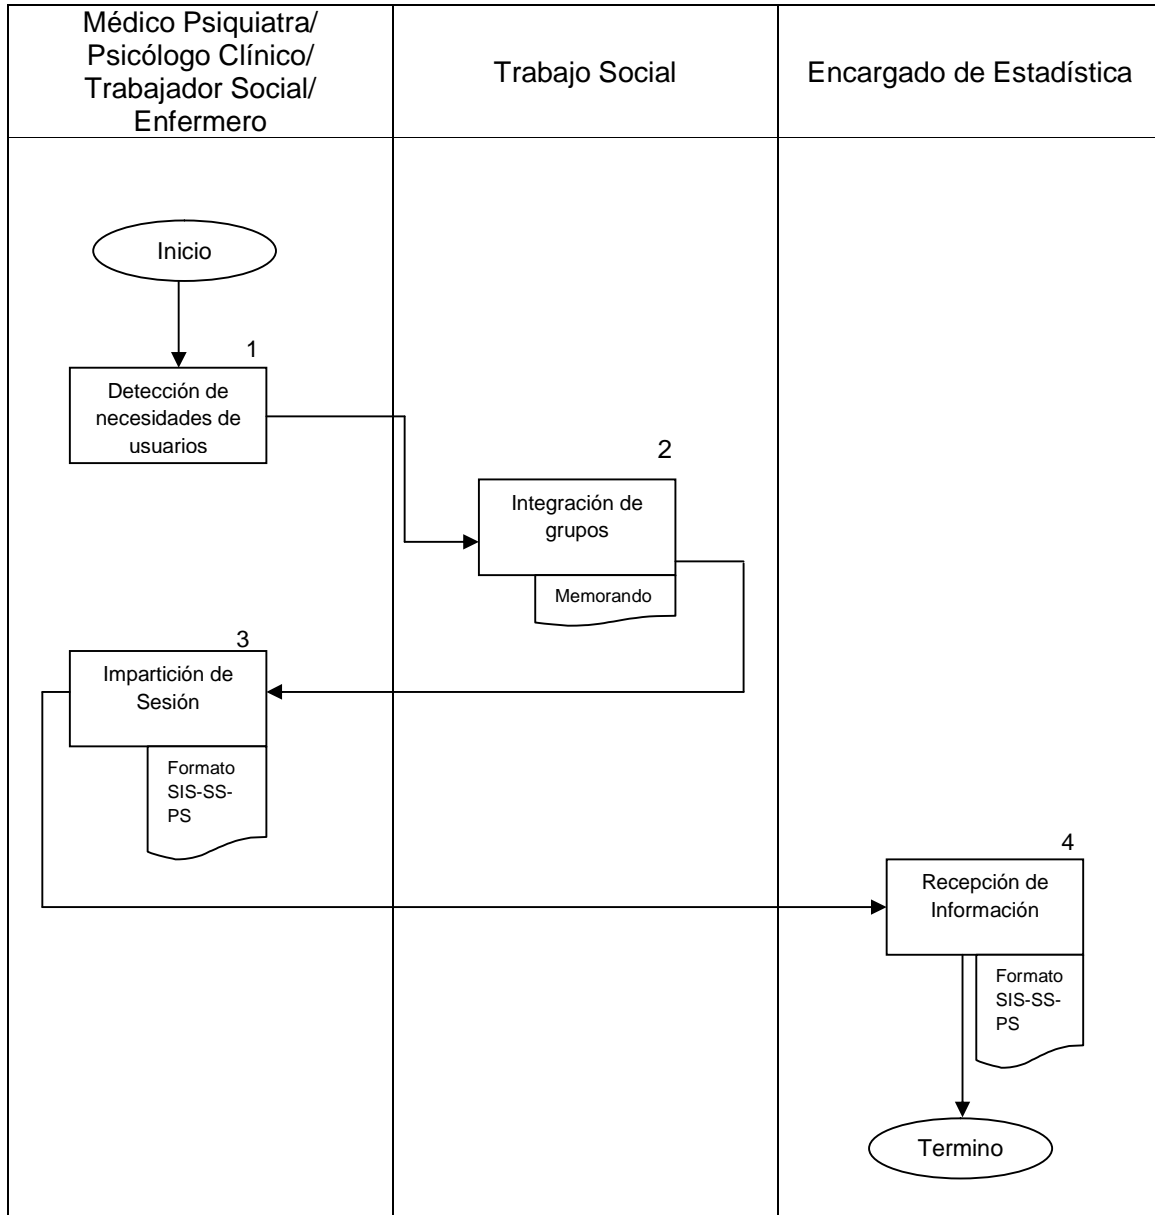 Médico Psiquiatra/
Psicólogo Clínico/
Trabajador Social/
Enfermero
Trabajo Social
Encargado de Estadística
Inicio
1
Detección de
necesidades de
usuarios
2
Integración de
grupos
Memorando
3
Impartición de
Sesión
Formato
SIS-SS-
PS
4
Recepción de
Información
Formato
SIS-SS-
PS
Termino